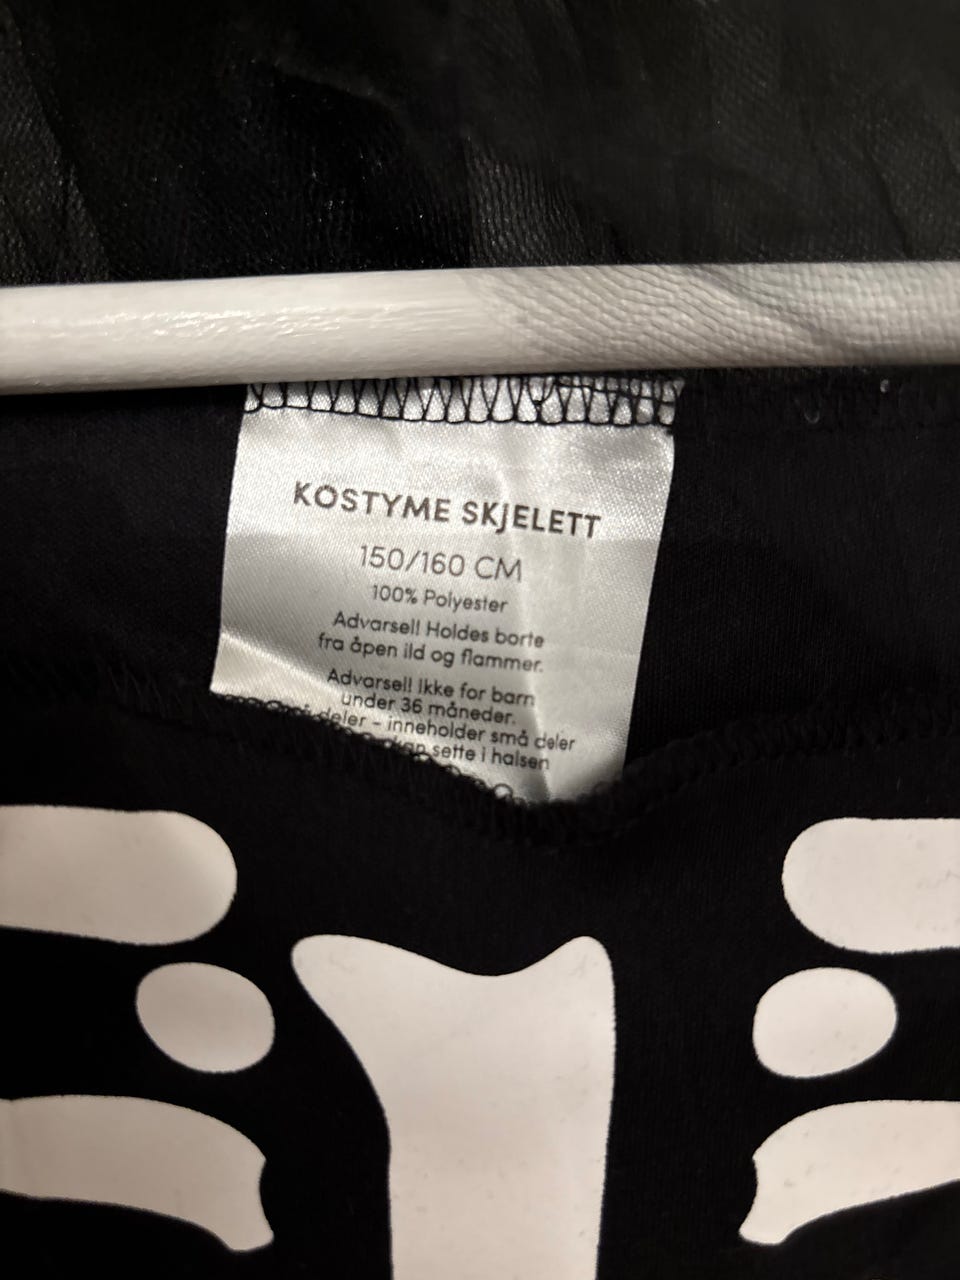 KOSTYME SKJELETT
150/160 CM
100% Polyester
Advarsel! Holdes borte
fra åpen ild og flammer.
Advarsel! Ikke for barn
under 36 måneder.
deler - inneholder små deler
kan sette i halsen